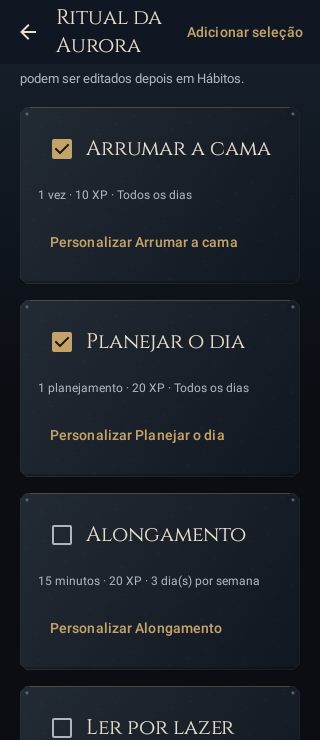 Ritual da
Aurora
Adicionar seleção
podem ser editados depois em Hábitos.
Arrumar a cama
1 vez · 10 XP · Todos os dias
Personalizar Arrumar a cama
Planejar o dia
1 planejamento · 20 XP · Todos os dias
Personalizar Planejar o dia
Alongamento
15 minutos · 20 XP · 3 dia(s) por semana
Personalizar Alongamento
Ler por lazer